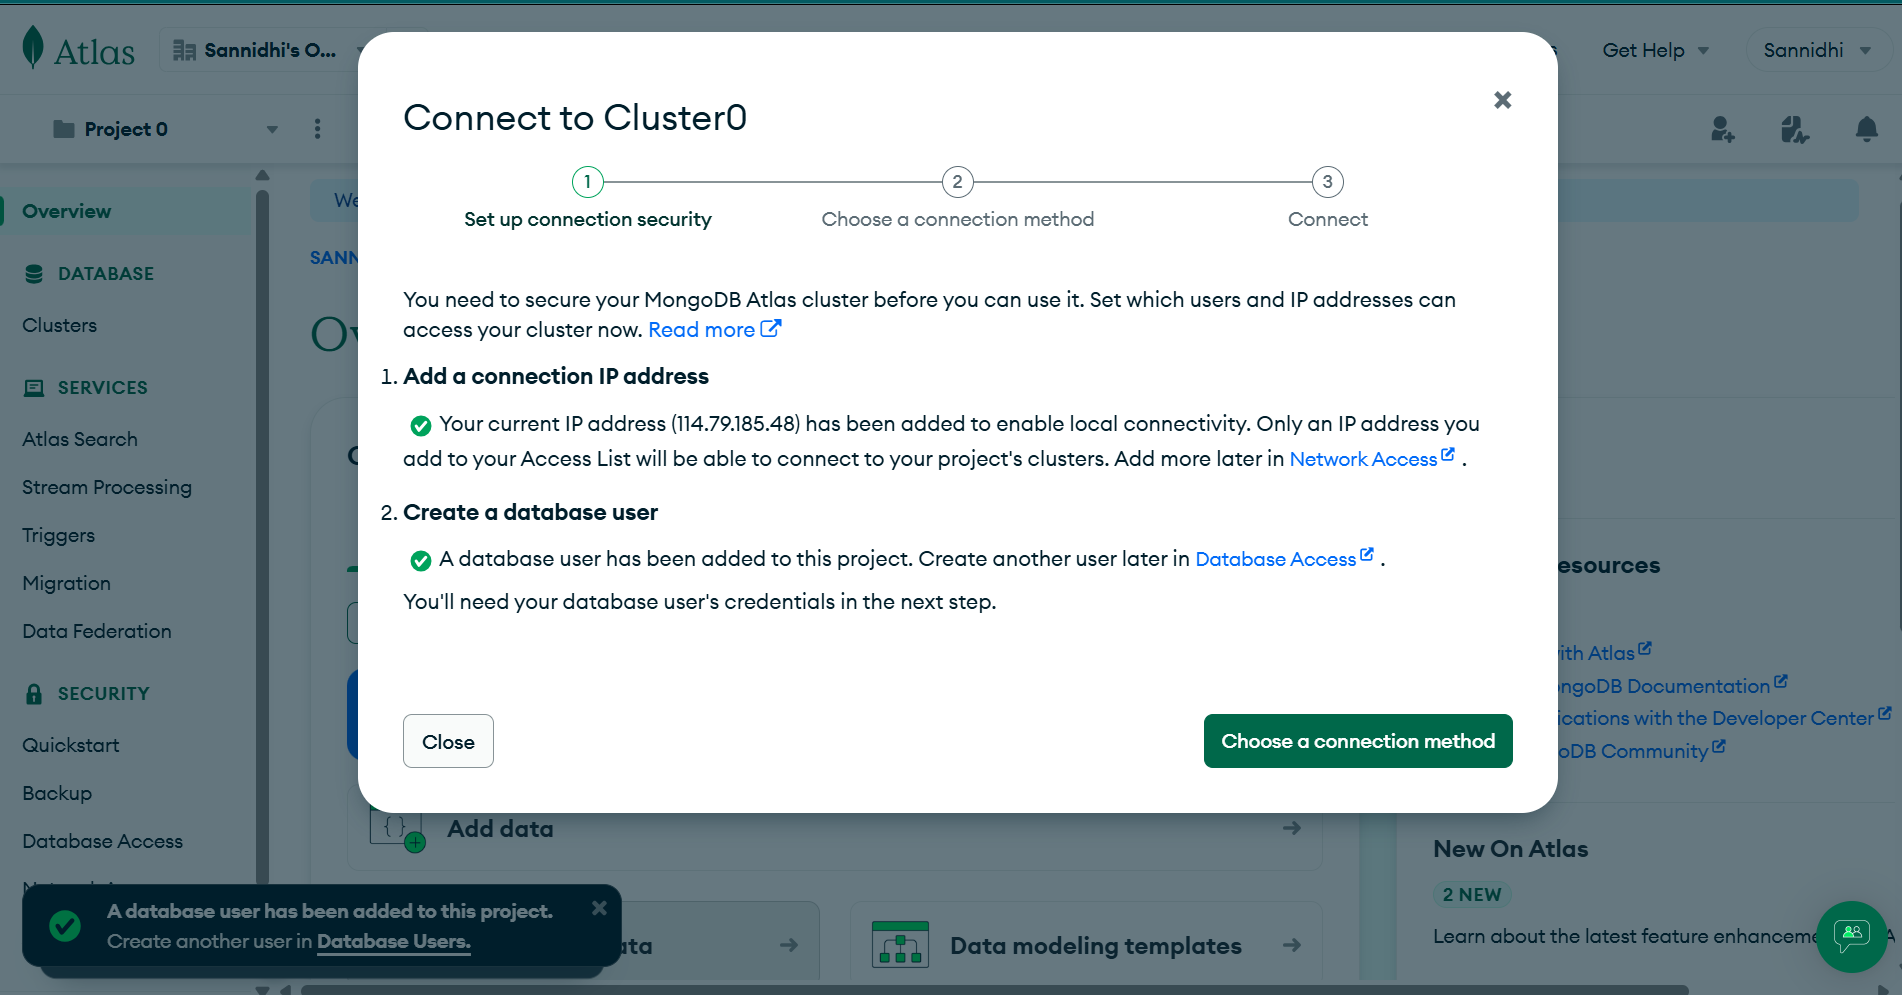 Atlas
Sannidhi's O...
Get Help
Sannidhi
Project 0
Overview
DATABASE
Clusters
SERVICES
Atlas Search
Stream Processing
Triggers
Migration
Data Federation
SECURITY
Quickstart
Backup
Database Access
We
SANN
Connect to Cluster0
1
2
3
Set up connection security
Choose a connection method
Connect
You need to secure your MongoDB Atlas cluster before you can use it. Set which users and IP addresses can
access your cluster now. Read more
1. Add a connection IP address
Your current IP address (114.79.185.48) has been added to enable local connectivity. Only an IP address you
add to your Access List will be able to connect to your project's clusters. Add more later in Network Access .
2. Create a database user
A database user has been added to this project. Create another user later in Database Access .
You'll need your database user's credentials in the next step.
Close
Choose a connection method
esources
ith Atlas
ngoDB Documentation
ications with the Developer Center
oDB Community
Add data
New On Atlas
2 NEW
Learn about the latest feature enhanceme
A database user has been added to this project.
Create another user in Database Users.
ata
Data modeling templates